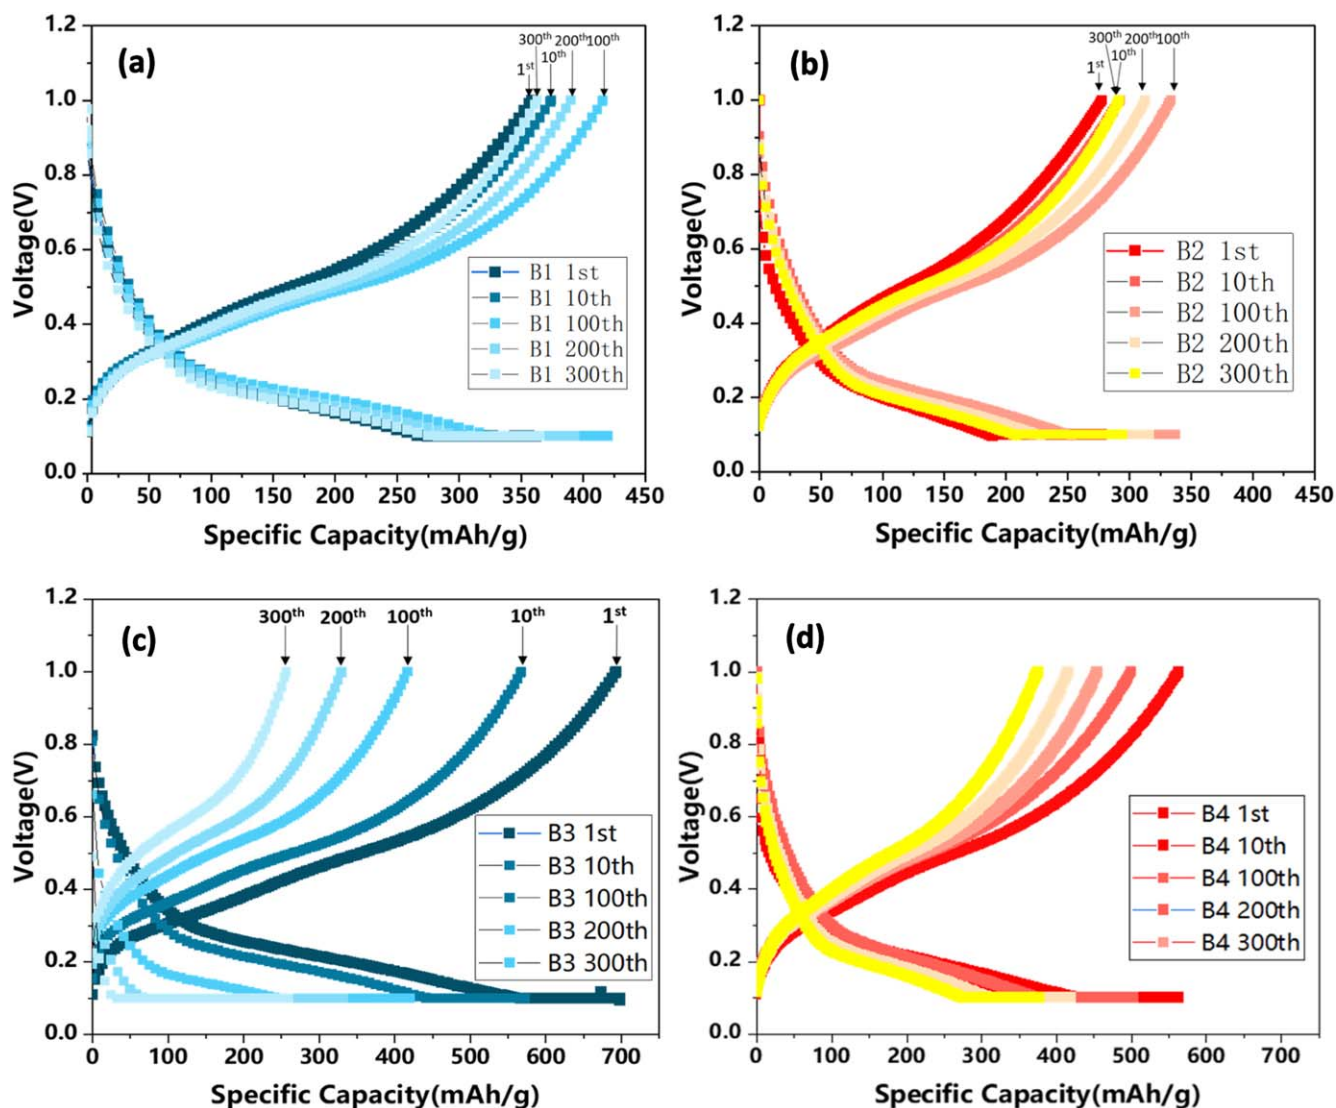 (a)
1.2
1.0
0.8
0.6
0.4
0.2
0.0
Voltage(V)
300th 200th 100th
1st 10th
B1 1st
B1 10th
B1 100th
B1 200th
B1 300th
0 50 100 150 200 250 300 350 400 450
Specific Capacity(mAh/g)
(b)
1.2
1.0
0.8
0.6
0.4
0.2
0.0
Voltage(V)
300th 200th 100th
1st 10th
B2 1st
B2 10th
B2 100th
B2 200th
B2 300th
0 50 100 150 200 250 300 350 400 450
Specific Capacity(mAh/g)
(c)
1.2
1.0
0.8
0.6
0.4
0.2
0.0
Voltage(V)
300th 200th 100th 10th 1st
B3 1st
B3 10th
B3 100th
B3 200th
B3 300th
0 100 200 300 400 500 600 700
Specific Capacity(mAh/g)
(d)
1.2
1.0
0.8
0.6
0.4
0.2
0.0
Voltage(V)
B4 1st
B4 10th
B4 100th
B4 200th
B4 300th
0 100 200 300 400 500 600 700
Specific Capacity(mAh/g)